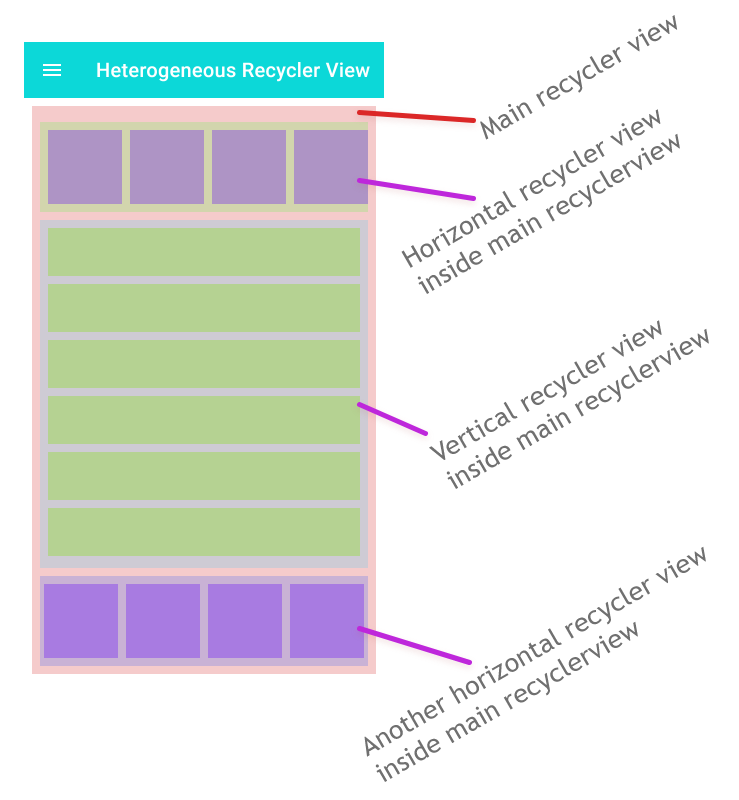 Heterogeneous Recycler View
Main recycler view
Horizontal recycler view
inside main recyclerview
Vertical recycler view
inside main recyclerview
Another horizontal recycler view
inside main recyclerview